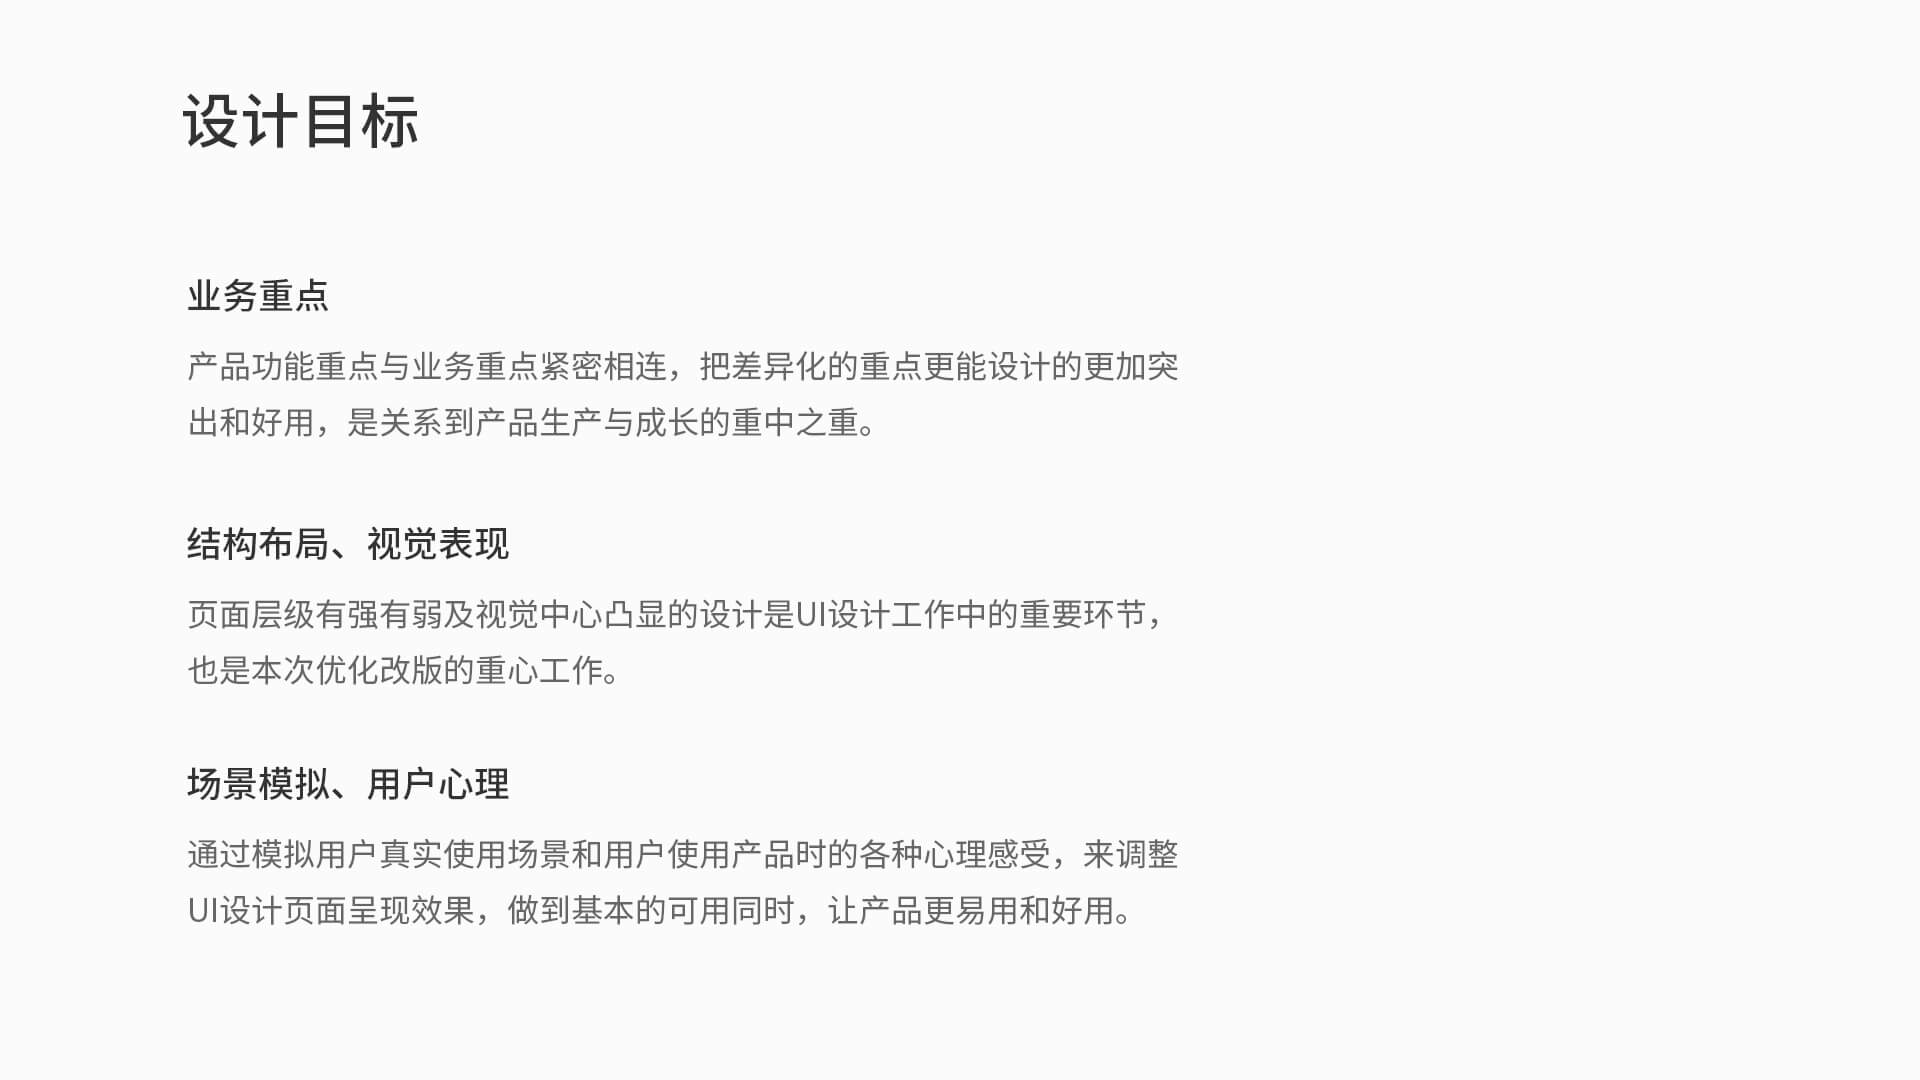 设计目标
业务重点
产品功能重点与业务重点紧密相连，把差异化的重点更能设计的更加突
出和好用，是关系到产品生产与成长的重中之重。
结构布局、视觉表现
页面层级有强有弱及视觉中心凸显的设计是UI设计工作中的重要环节，
也是本次优化改版的重心工作。
场景模拟、用户心理
通过模拟用户真实使用场景和用户使用产品时的各种心理感受，来调整
UI设计页面呈现效果，做到基本的可用同时，让产品更易用和好用。